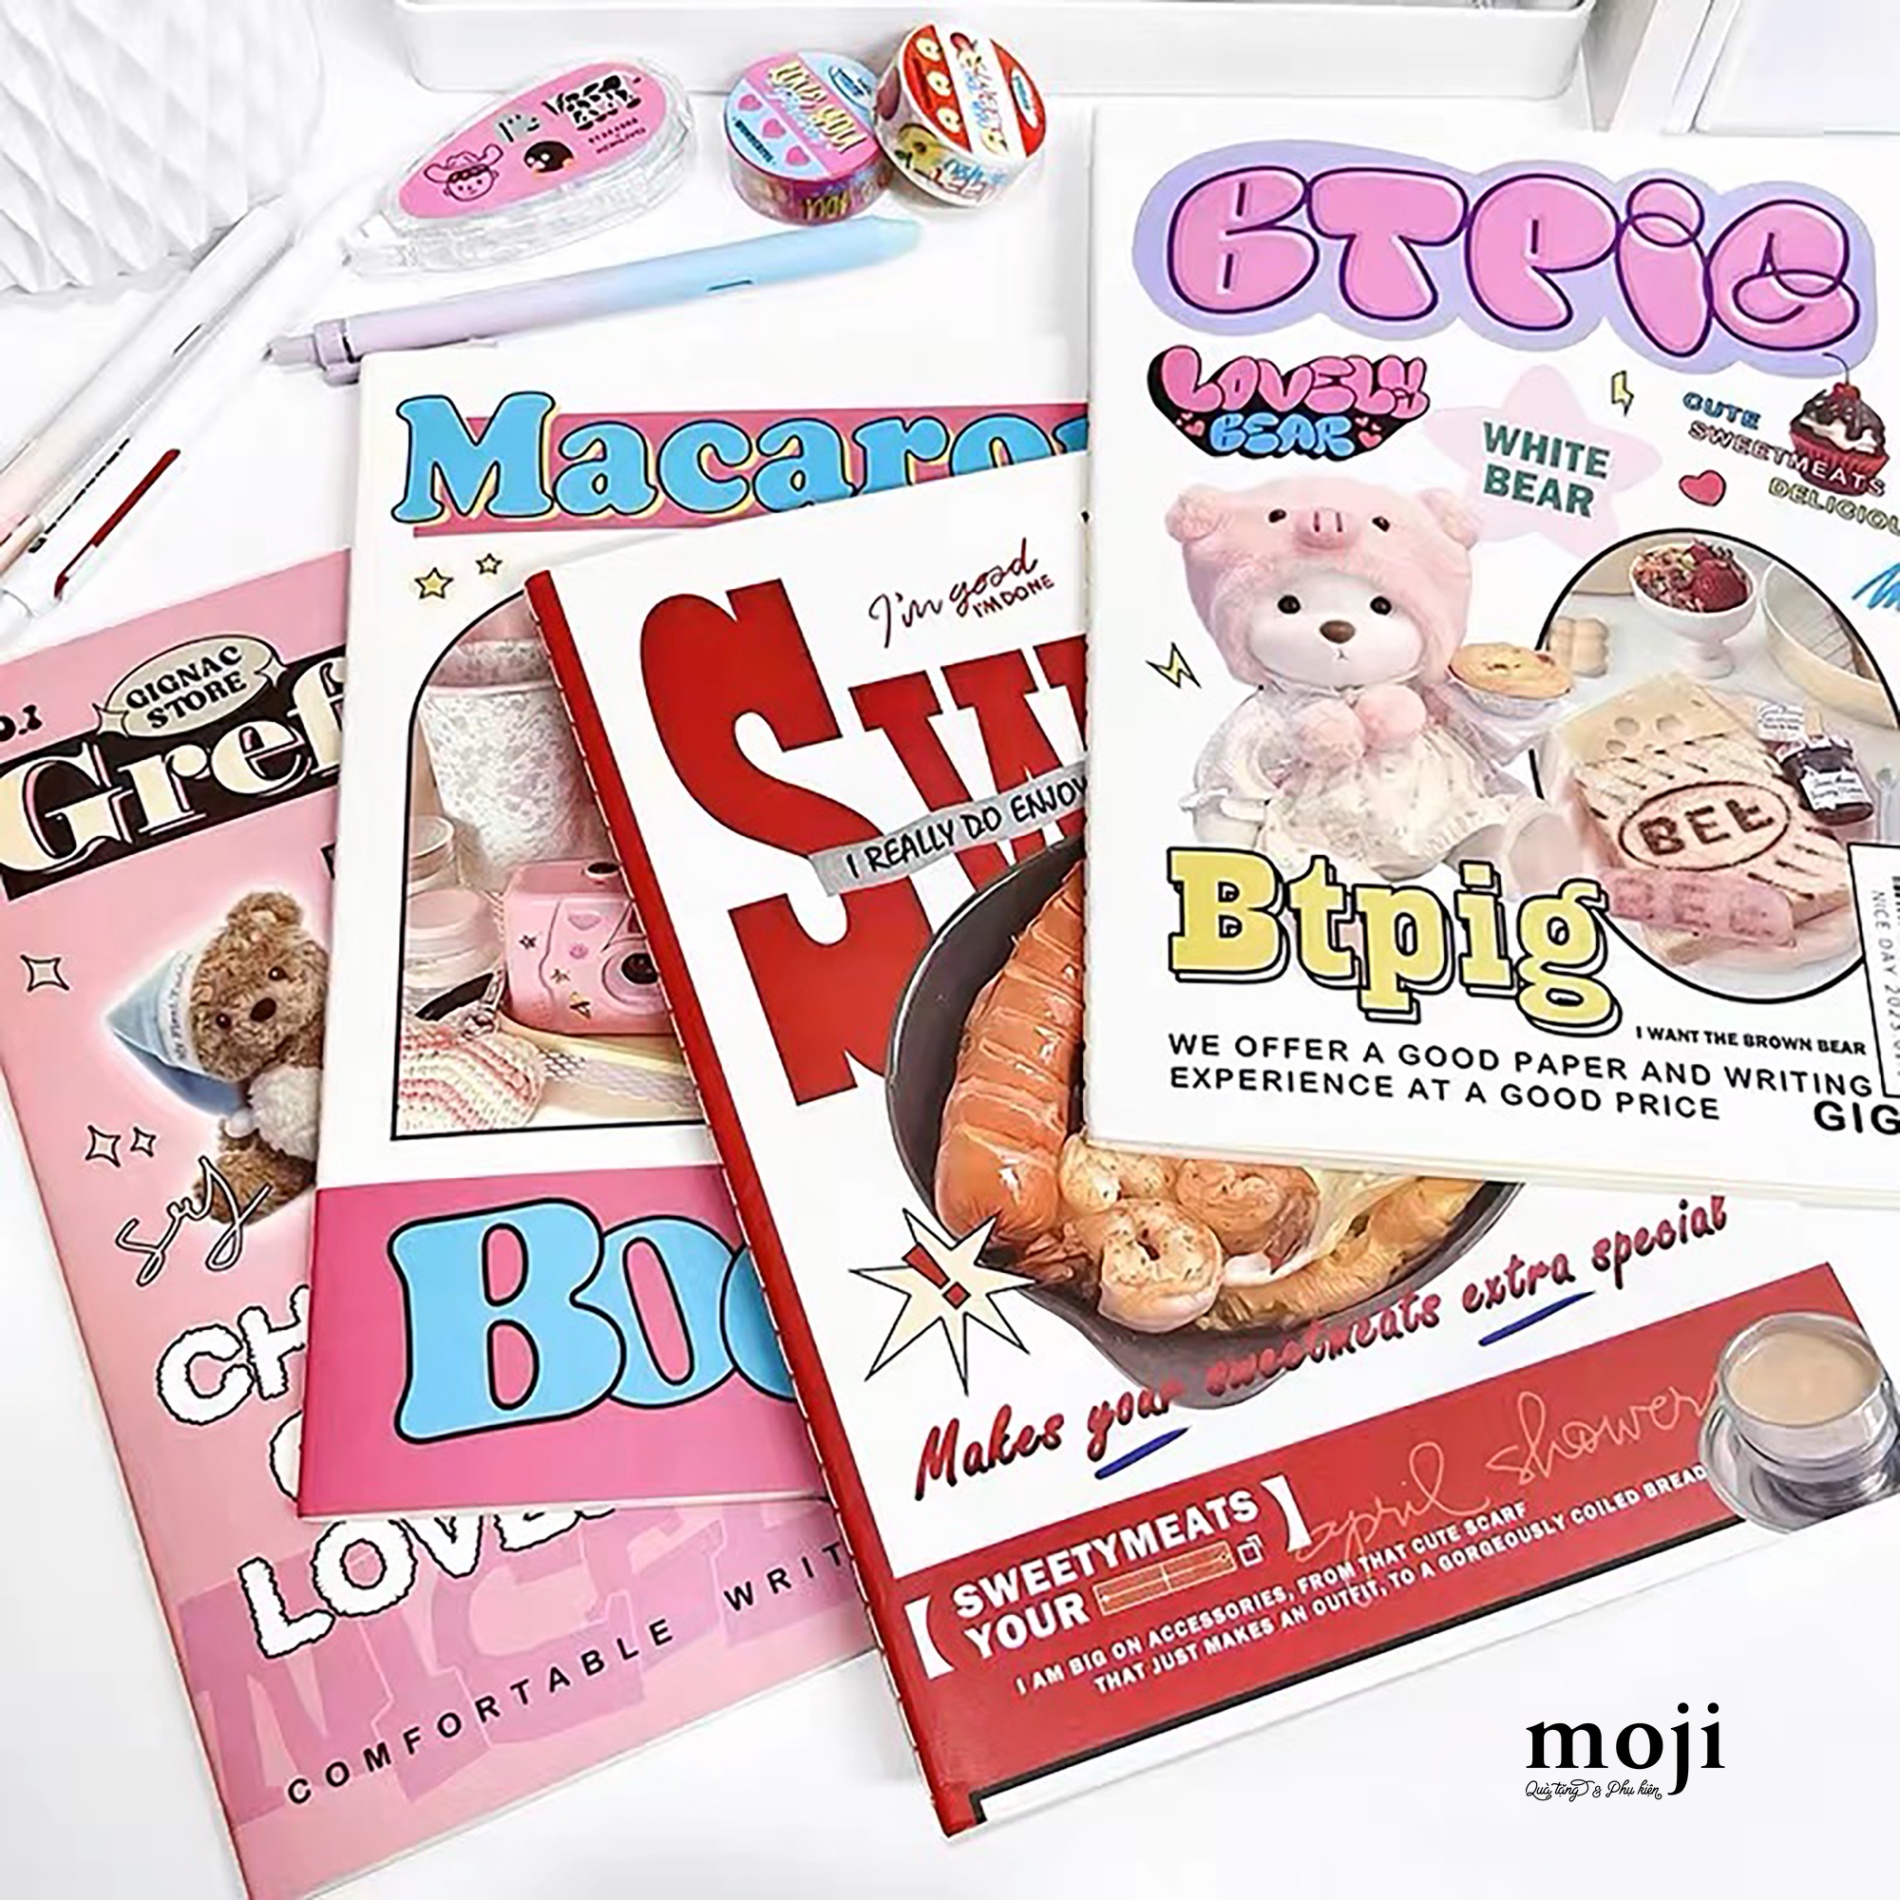 BTPIG
LOVELY
BEAR
WHITE
BEAR
CUTE
SWEETMEATS
BEE
BEE
Btpig
I WANT THE BROWN BEAR
WE OFFER A GOOD PAPER AND WRITING
EXPERIENCE AT A GOOD PRICE
GIG
NICE DAY
I'm good
I'M DONE
I REALLY DO ENJOY
Makes your sweetmeats extra special
april shower
【SWEETYMEATS
YOUR】
I AM BIG ON ACCESSORIES, FROM THAT CUTE SCARF
THAT JUST MAKES AN OUTFIT, TO A GORGEOUSLY COILED BREAD
GIGNAC
STORE
Gref
CH
LOVE
COMFORTABLE WRIT
moji
Quà tặng & Phụ kiện